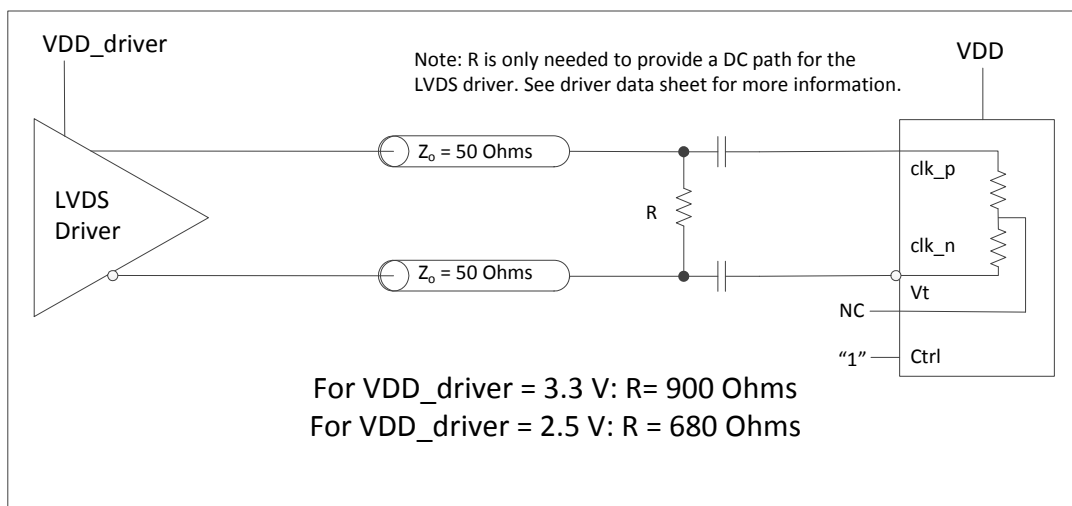 VDD_driver
Note: R is only needed to provide a DC path for the
LVDS driver. See driver data sheet for more information.
VDD
Zo = 50 Ohms
clk_p
LVDS
Driver
R
clk_n
Zo = 50 Ohms
Vt
NC
“1”
Ctrl
For VDD_driver = 3.3 V: R= 900 Ohms
For VDD_driver = 2.5 V: R = 680 Ohms